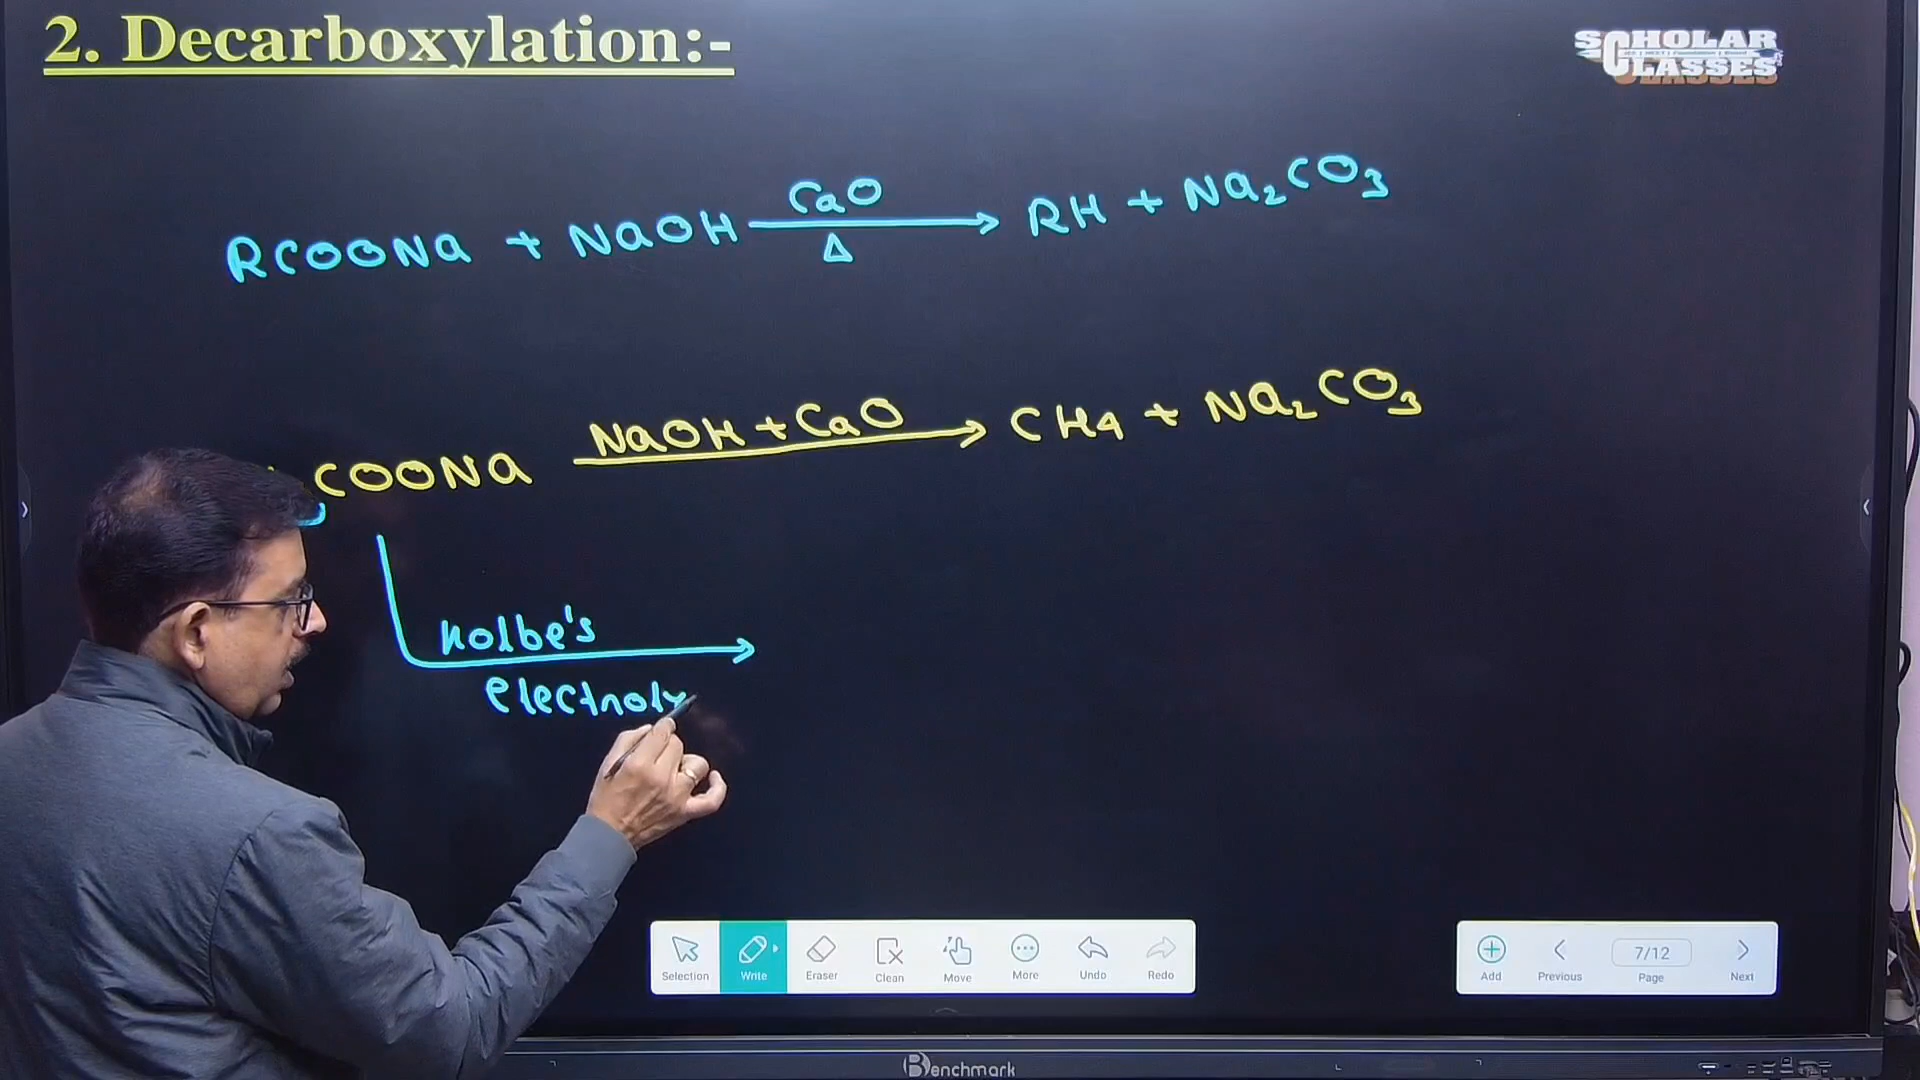 2. Decarboxylation:-
SCHOLAR
CLASSES
RCOONa + NaOH CaO Δ → RH + Na₂CO₃
COONa NaOH + CaO → CH4 + Na₂CO₃
Kolbe's
electroly
Selection Write Eraser Clean Move More Undo Redo
Add Previous 7/12 Page Next
Benchmark